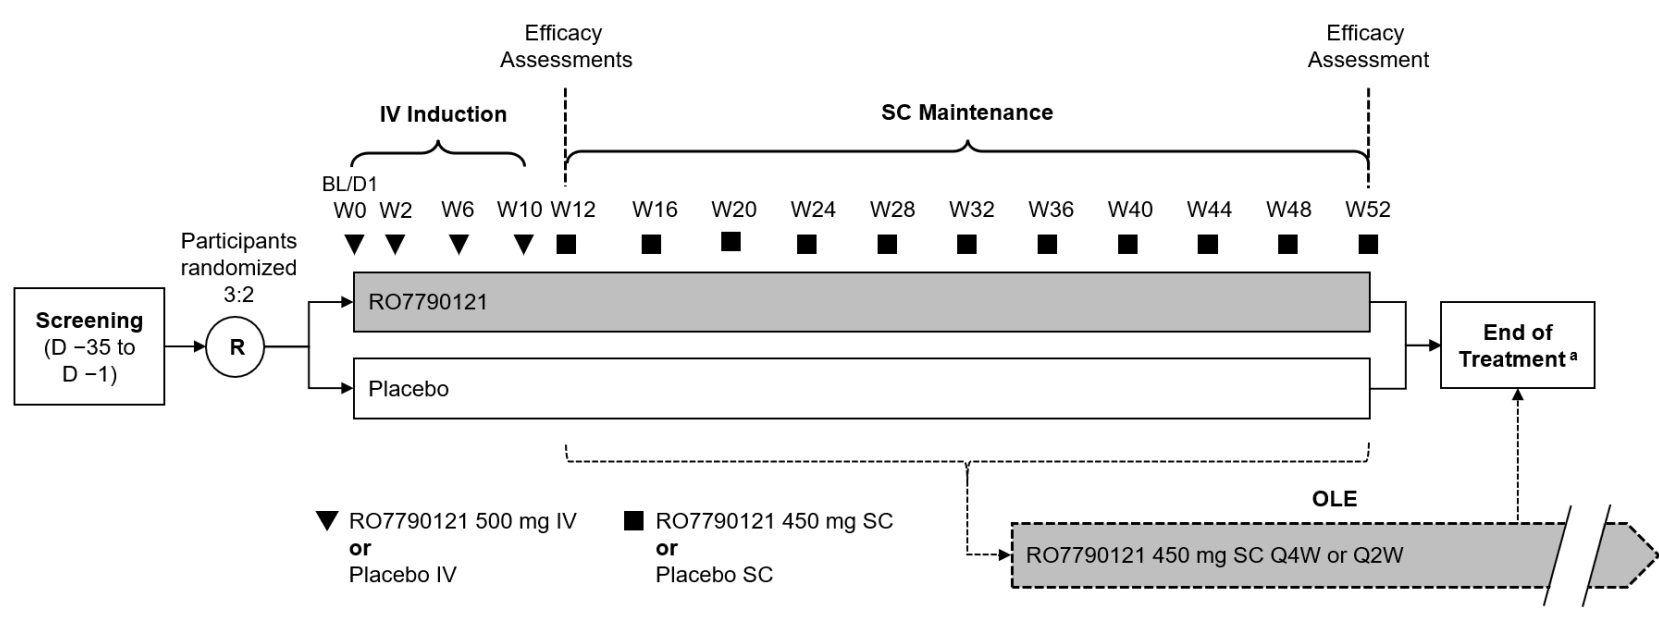 Efficacy
Assessments
Efficacy
Assessment
IV Induction
SC Maintenance
BL/D1
W0 W2 W6 W10 W12 W16 W20 W24 W28 W32 W36 W40 W44 W48 W52
Participants
randomized
3:2
Screening
(D −35 to
D −1)
R
RO7790121
Placebo
End of
Treatment a
OLE
RO7790121 500 mg IV
or
Placebo IV
RO7790121 450 mg SC
or
Placebo SC
RO7790121 450 mg SC Q4W or Q2W